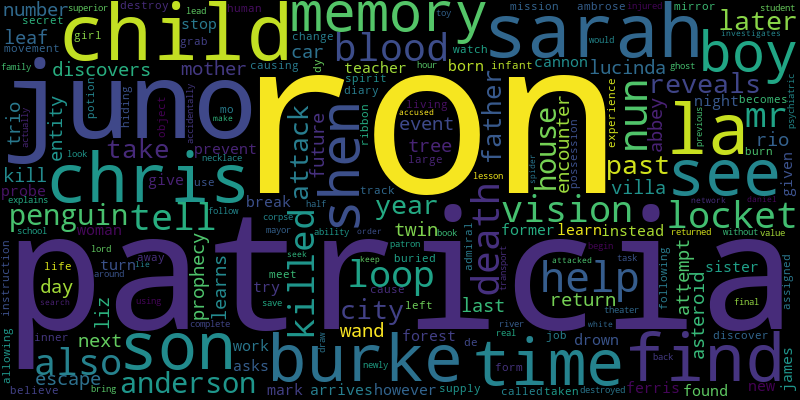 number
secret
superior
destroy
lead
human
mission
ambrose
injured
mirror
student
child
memory
sarah
later
leaf
movement
girl
stop
grab
change
toy
would
superior
ghost
boy
trio
family
discovers
mother
car
blood
watch
cannon
investigates
causing
teacher
hour
born
infant
lucinda
reveals
juno
ron
la
mr
entity
potion
hiding
mo
make
spirit
diary
ribbon
future
living
accused
event
tree
large
father
house
encounter
experience
possession
run
night
abbey
becomes
previous
rio
burn
psychiatric
actually
object
accidentally
take
prevent
shen
attack
lesson
spider
past
kill
look
necklace
chris
see
probe
explains
give
use
track
villa
given
school
follow
break
half
year
vision
network
daniel
locket
penguin
tell
corpse
twin
book
former
learn
instead
returned
without
value
woman
mayor
ability
order
patricia
lord
away
killed
patron
buried
admiral
death
begin
life
turn
lie
meet
seek
keep
loop
attacked
task
help
sister
day
around
try
cause
transport
job
following
attempt
asteroid
assigned
instruction
search
using
prophecy
learns
save
city
left
last
return
theater
final
liz
complete
wand
river
real
white
drown
discover
inner
next
work
draw
forest
de
son
burke
time
find
back
allowing
also
asks
newly
form
james
escape
anderson
mark
arrives
however
supply
called
taken
destroyed
ferris
found
new
believe
bring